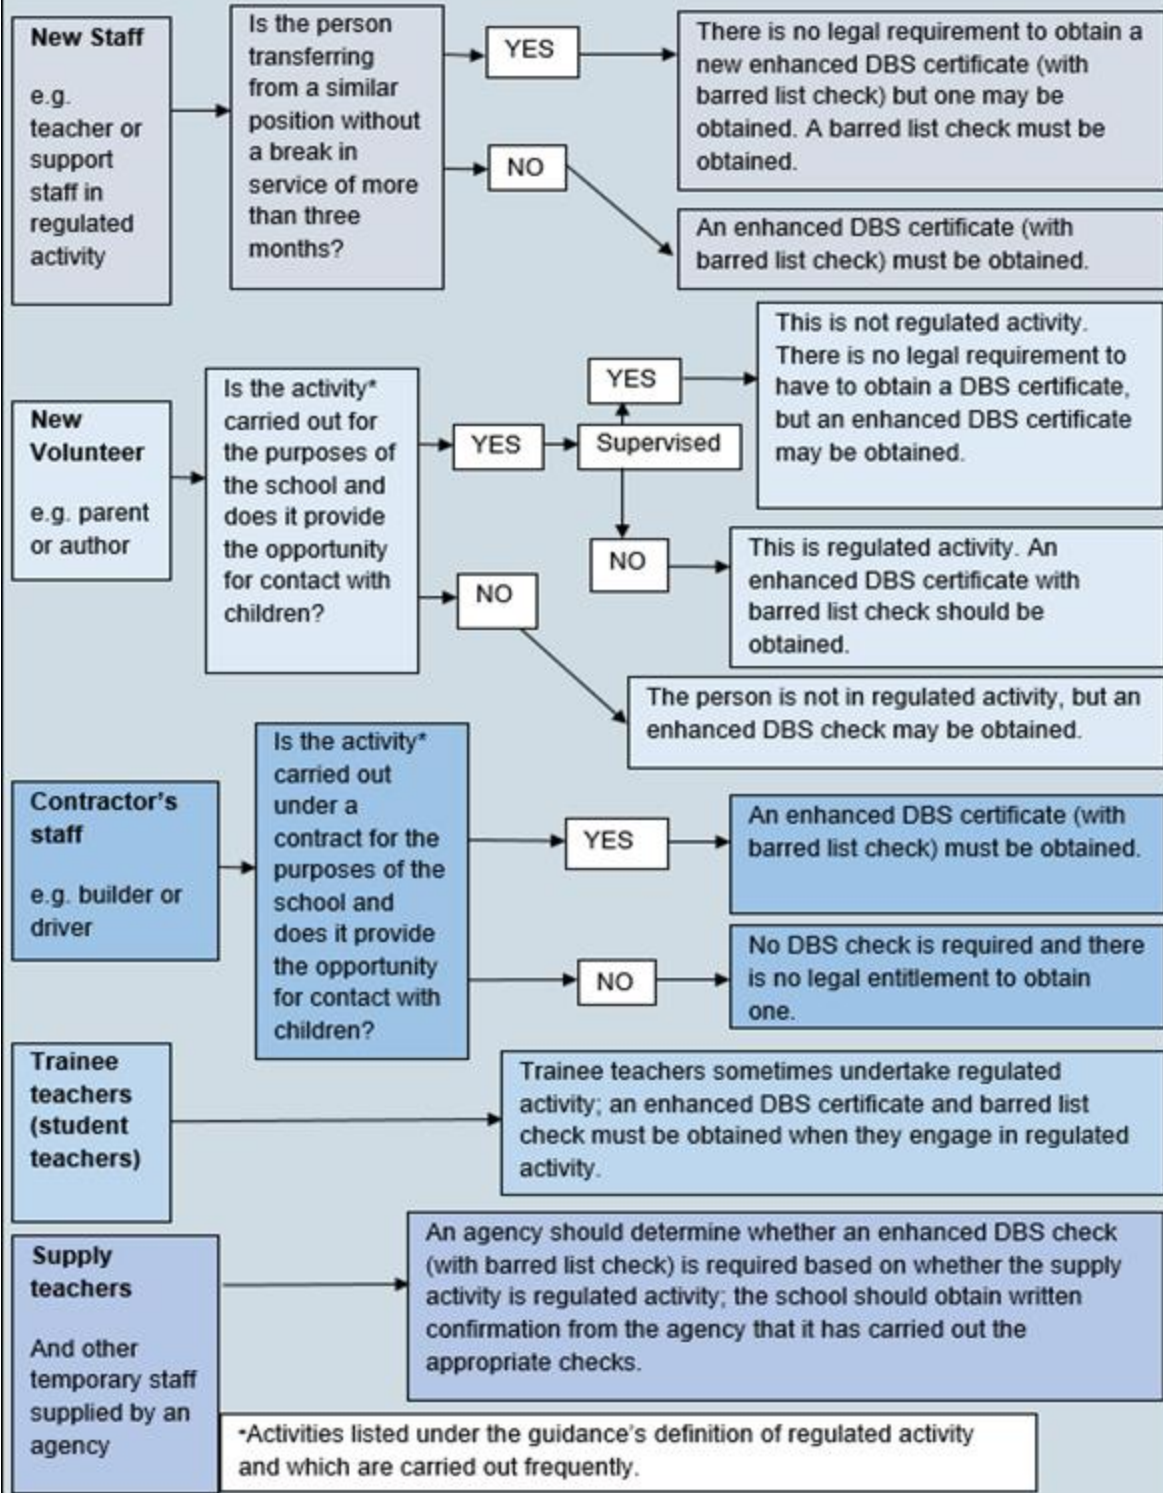 New Staff
e.g.
teacher or
support
staff in
regulated
activity
Is the person
transferring
from a similar
position without
a break in
service of more
than three
months?
YES
There is no legal requirement to obtain a
new enhanced DBS certificate (with
barred list check) but one may be
obtained. A barred list check must be
obtained.
NO
An enhanced DBS certificate (with
barred list check) must be obtained.
New
Volunteer
e.g. parent
or author
Is the activity*
carried out for
the purposes of
the school and
does it provide
the opportunity
for contact with
children?
YES
Supervised
YES
This is not regulated activity.
There is no legal requirement to
have to obtain a DBS certificate,
but an enhanced DBS certificate
may be obtained.
NO
This is regulated activity. An
enhanced DBS certificate with
barred list check should be
obtained.
NO
The person is not in regulated activity, but an
enhanced DBS check may be obtained.
Contractor's
staff
e.g. builder or
driver
Is the activity*
carried out
under a
contract for the
purposes of the
school and
does it provide
the opportunity
for contact with
children?
YES
An enhanced DBS certificate (with
barred list check) must be obtained.
NO
No DBS check is required and there
is no legal entitlement to obtain
one.
Trainee
teachers
(student
teachers)
Trainee teachers sometimes undertake regulated
activity; an enhanced DBS certificate and barred list
check must be obtained when they engage in regulated
activity.
Supply
teachers
And other
temporary staff
supplied by an
agency
An agency should determine whether an enhanced DBS check
(with barred list check) is required based on whether the supply
activity is regulated activity; the school should obtain written
confirmation from the agency that it has carried out the
appropriate checks.
*Activities listed under the guidance's definition of regulated activity
and which are carried out frequently.